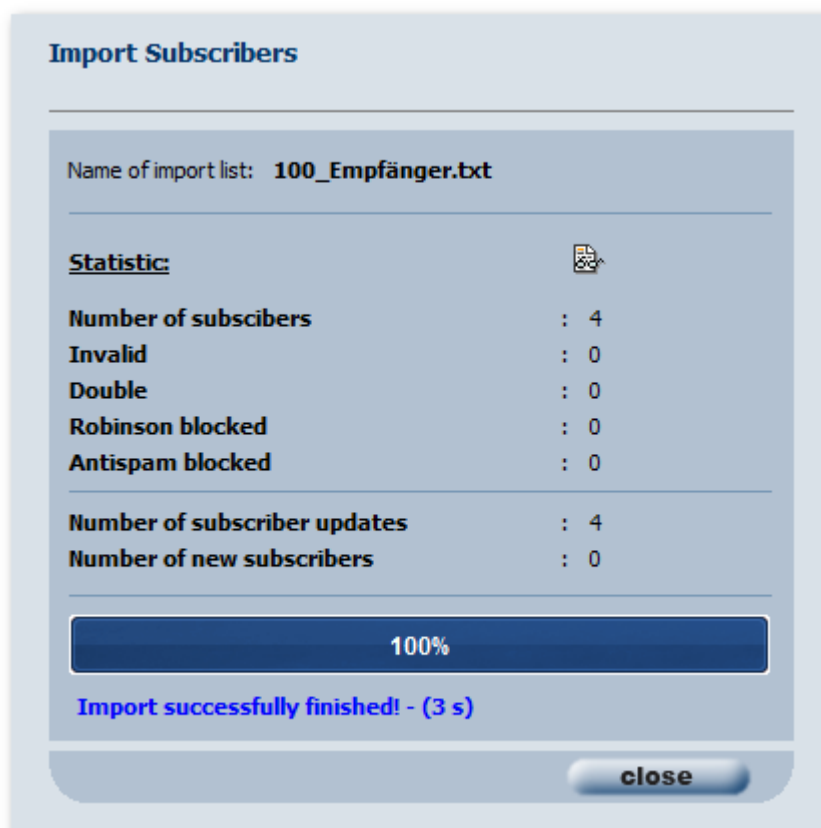 Import Subscribers
Name of import list: 100_Empfänger.txt
Statistic:
Number of subscibers : 4
Invalid : 0
Double : 0
Robinson blocked : 0
Antispam blocked : 0
Number of subscriber updates : 4
Number of new subscribers : 0
100%
Import successfully finished! - (3 s)
close